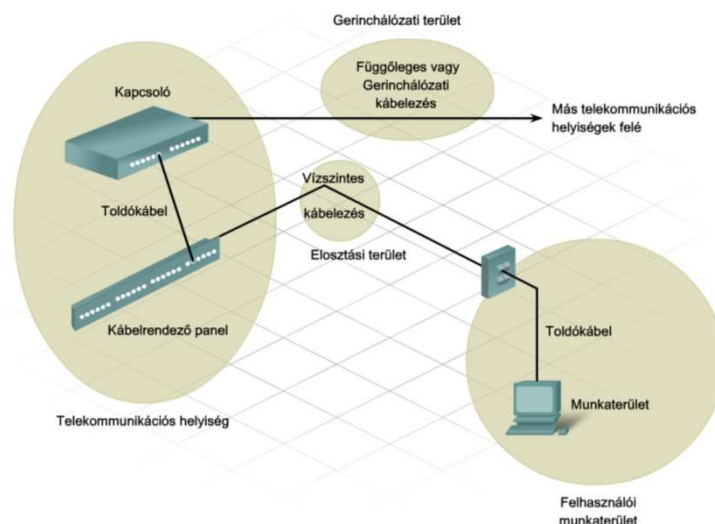 Gerinchálózati terület
Függőleges vagy
Gerinchálózati
kábelezés
Kapcsoló
Más telekommunikációs
helyiségek felé
Vízszintes
kábelezés
Toldókábel
Elosztási terület
Kábelrendező panel
Toldókábel
Munkaterület
Telekommunikációs helyiség
Felhasználói
munkaterület